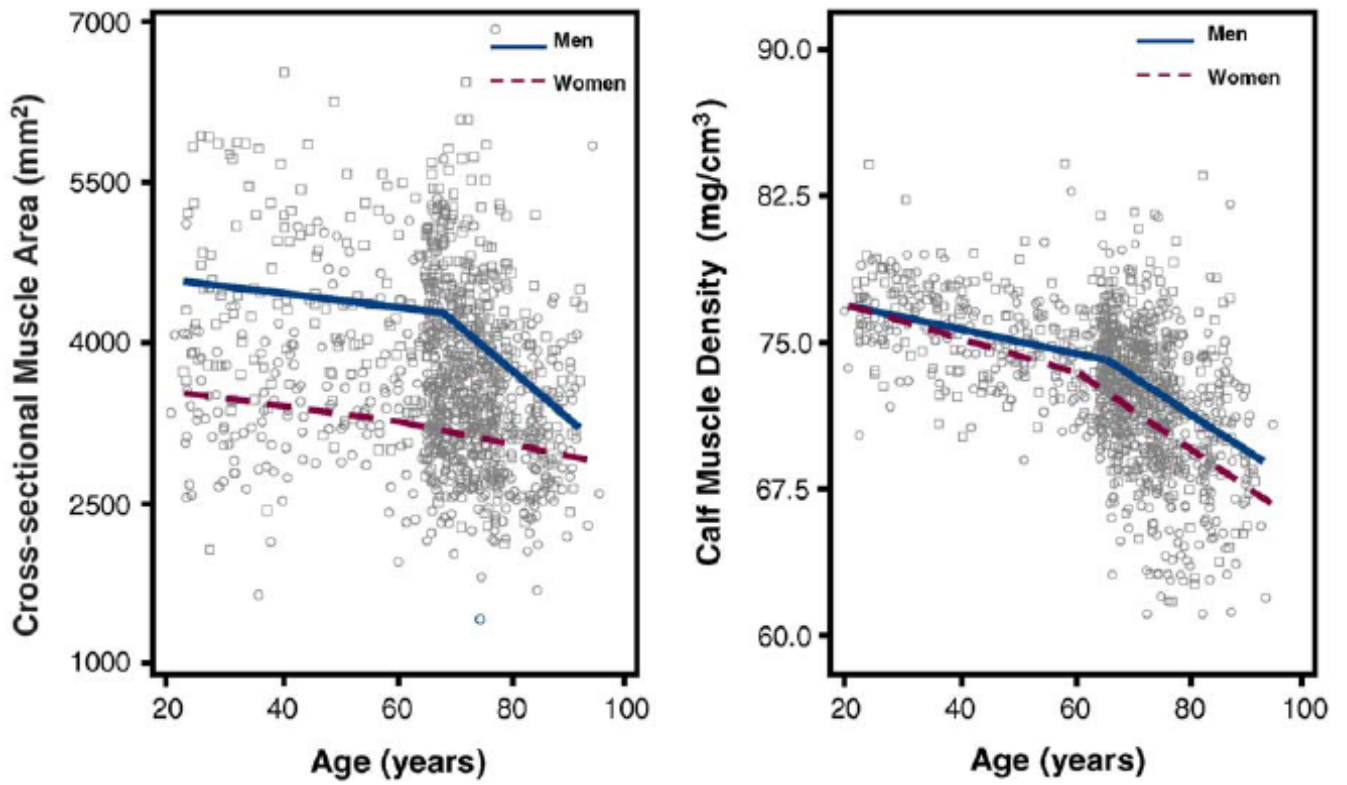 Cross-sectional Muscle Area (mm²)
7000
5500
4000
2500
1000
Men
Women
20 40 60 80 100
Age (years)
Calf Muscle Density (mg/cm³)
90.0
82.5
75.0
67.5
60.0
Men
Women
20 40 60 80 100
Age (years)